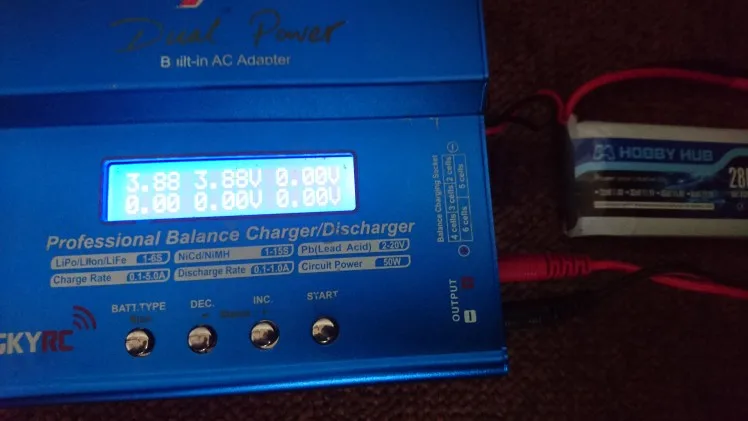 Dual Power
Built-in AC Adapter
3.88 3.88V 0.00V
0.00 0.00V 0.00V
Professional Balance Charger/Discharger
LiPo/LiIon/LiFe 1-6S NiCd/NiMH 1-15S Pb(Lead Acid) 2-20V
Charge Rate 0.1-5.0A Discharge Rate 0.1-1.0A Circuit Power 50W
BATT.TYPE DEC. INC. START
Stop
SKYRC
Balance Charging Socket
2 cells
3 cells
4 cells
5 cells
6 cells
OUTPUT
HOBBY HUB